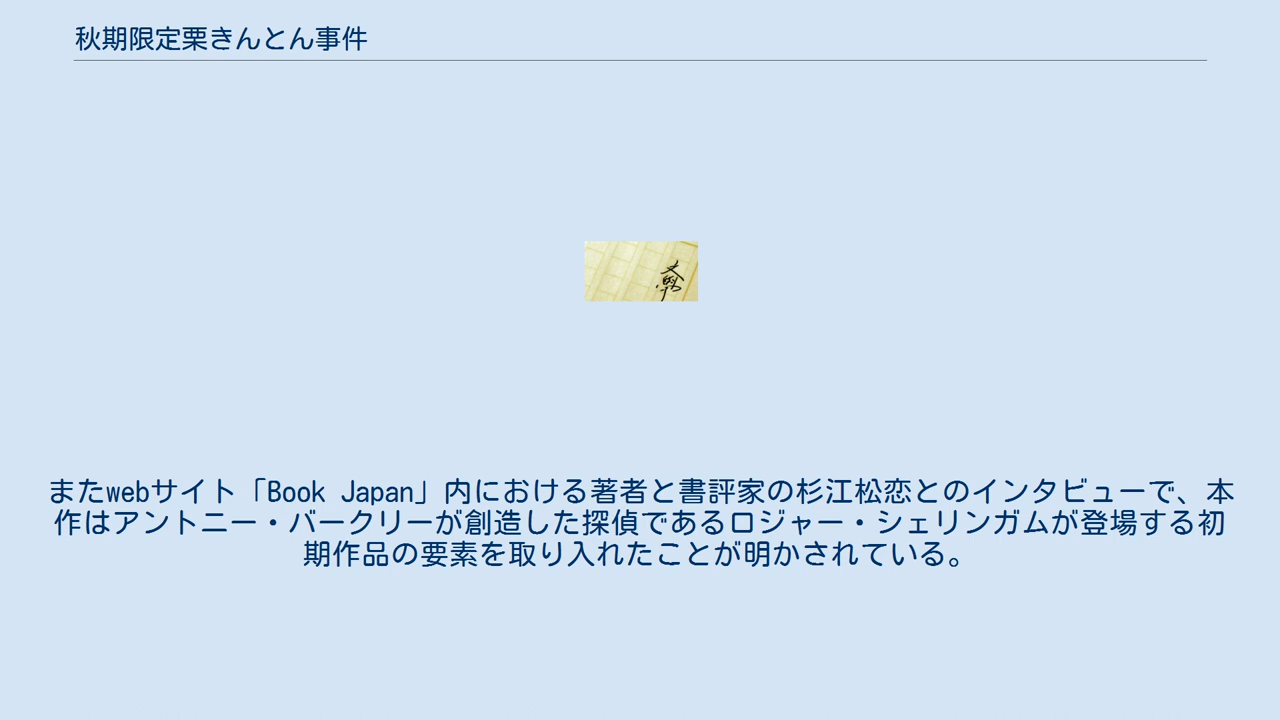 秋期限定栗きんとん事件
またwebサイト「Book Japan」内における著者と書評家の杉江松恋とのインタビューで、本
作はアントニー・バークリーが創造した探偵であるロジャー・シェリンガムが登場する初
期作品の要素を取り入れたことが明かされている。